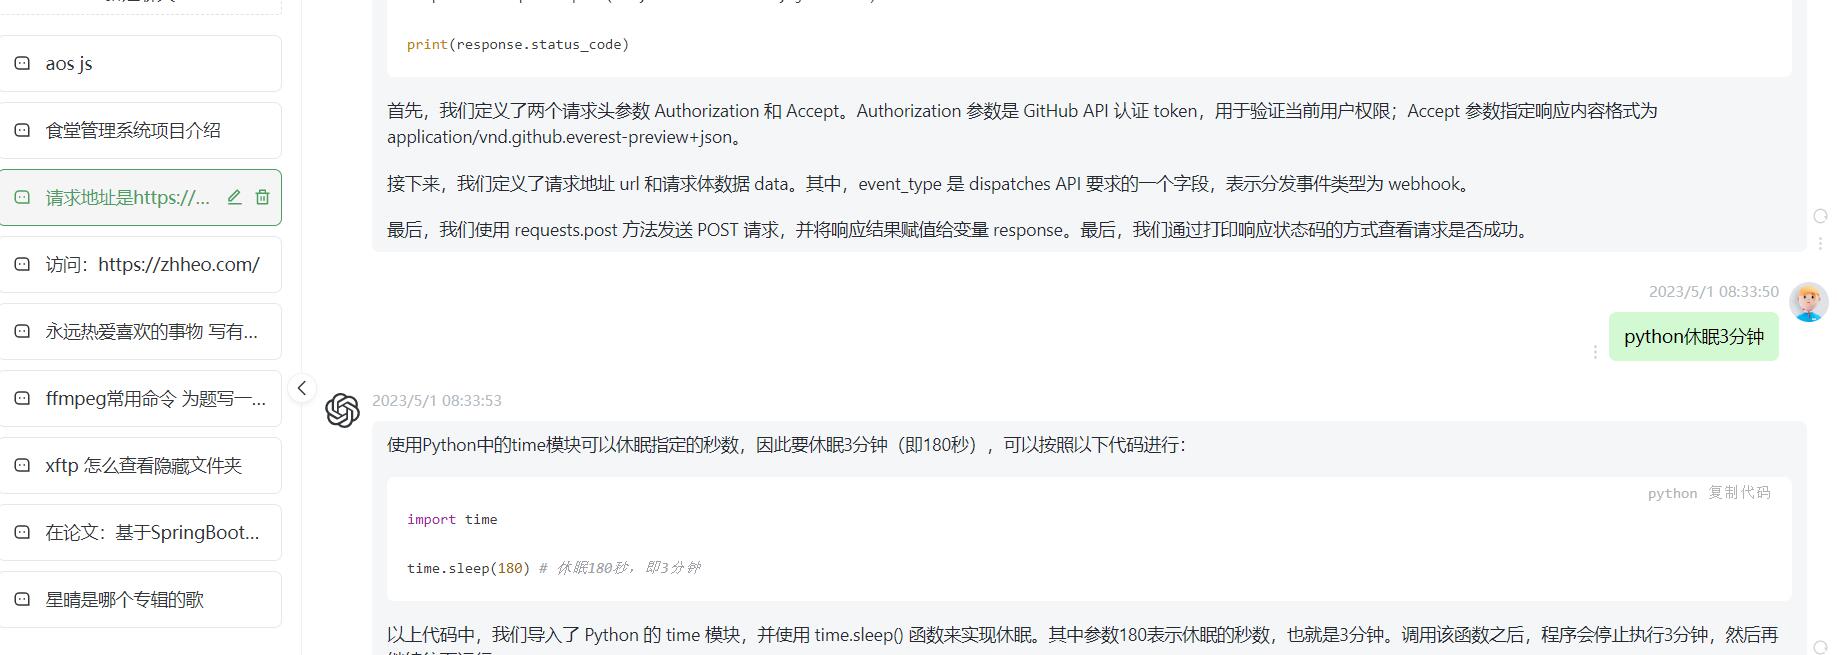 aos js
食堂管理系统项目介绍
请求地址是https://...
访问：https://zhheo.com/
永远热爱喜欢的事物 写有...
ffmpeg常用命令 为题写一...
xftp 怎么查看隐藏文件夹
在论文：基于SpringBoot...
星晴是哪个专辑的歌
print(response.status_code)
首先，我们定义了两个请求头参数 Authorization 和 Accept。Authorization 参数是 GitHub API 认证 token，用于验证当前用户权限；Accept 参数指定响应内容格式为
application/vnd.github.everest-preview+json。
接下来，我们定义了请求地址 url 和请求体数据 data。其中，event_type 是 dispatches API 要求的一个字段，表示分发事件类型为 webhook。
最后，我们使用 requests.post 方法发送 POST 请求，并将响应结果赋值给变量 response。最后，我们通过打印响应状态码的方式查看请求是否成功。
2023/5/1 08:33:50
python休眠3分钟
2023/5/1 08:33:53
使用Python中的time模块可以休眠指定的秒数，因此要休眠3分钟（即180秒），可以按照以下代码进行：
python 复制代码
import time
time.sleep(180) # 休眠180秒，即3分钟
以上代码中，我们导入了 Python 的 time 模块，并使用 time.sleep() 函数来实现休眠。其中参数180表示休眠的秒数，也就是3分钟。调用该函数之后，程序会停止执行3分钟，然后再